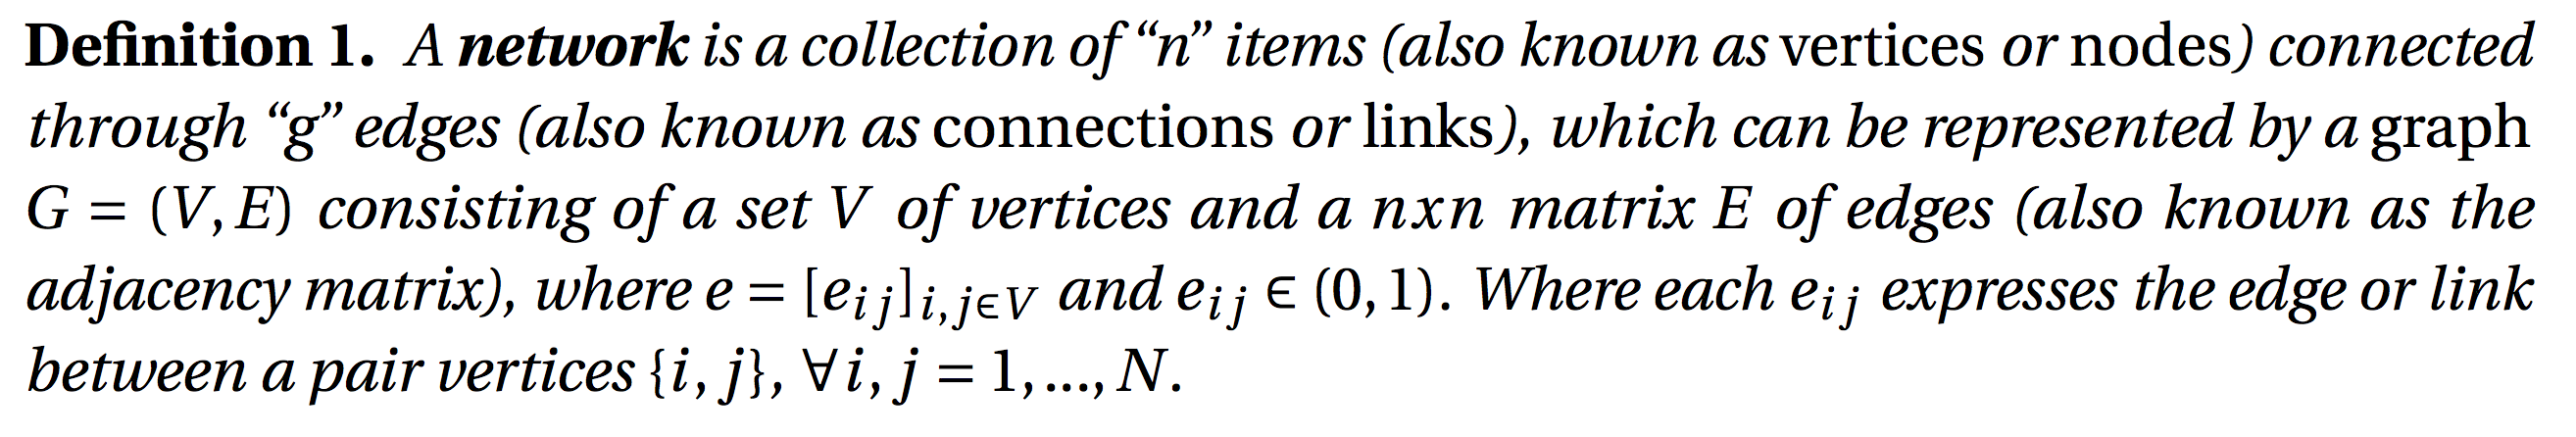 Definition 1. A network is a collection of “n” items (also known as vertices or nodes) connected
through “g” edges (also known as connections or links), which can be represented by a graph
G = (V, E) consisting of a set V of vertices and a nxn matrix E of edges (also known as the
adjacency matrix), where e = [e_{ij}]_{i,j∈V} and e_{ij} ∈ (0, 1). Where each e_{ij} expresses the edge or link
between a pair vertices {i, j}, ∀i, j = 1, ..., N.